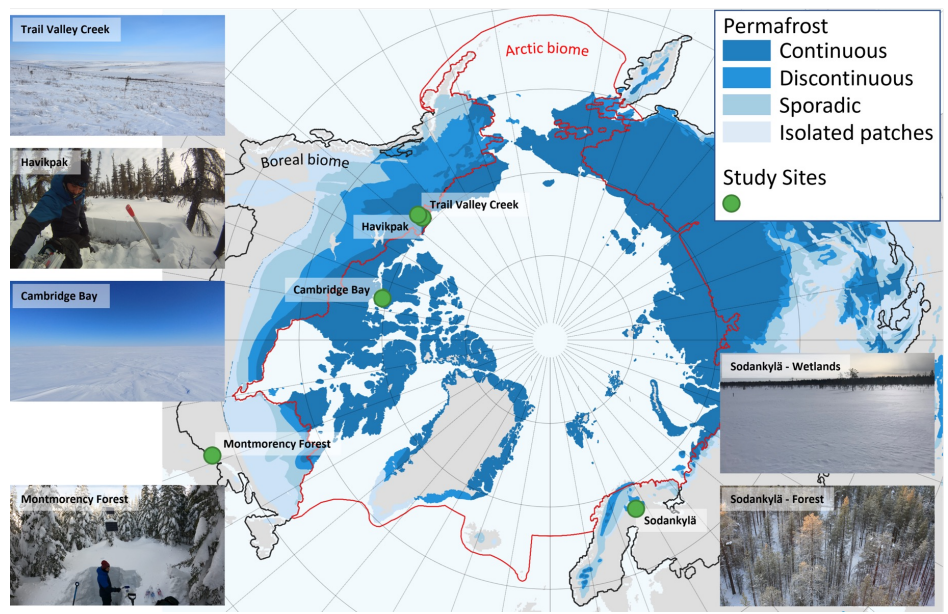 Trail Valley Creek
Havikpak
Cambridge Bay
Montmorency Forest
Arctic biome
Boreal biome
Trail Valley Creek
Havikpak
Cambridge Bay
Montmorency Forest
Sodankylä
Permafrost
Continuous
Discontinuous
Sporadic
Isolated patches
Study Sites
Sodankylä - Wetlands
Sodankylä - Forest